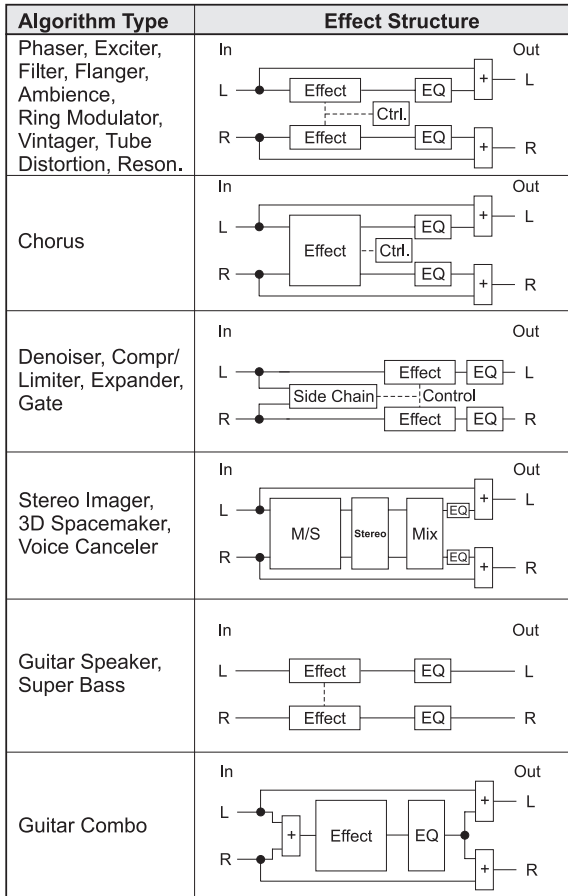 Algorithm Type Effect Structure
Phaser, Exciter,
Filter, Flanger,
Ambience,
Ring Modulator,
Vintager, Tube
Distortion, Reson.
In Out
+
L Effect EQ L
Ctrl.
R Effect EQ R
+
Chorus
In Out
+
L EQ L
Effect Ctrl.
R EQ R
+
Denoiser, Compr/
Limiter, Expander,
Gate
In Out
L Effect EQ L
Side Chain Control
R Effect EQ R
Stereo Imager,
3D Spacemaker,
Voice Canceler
In Out
+
L EQ L
M/S Stereo Mix
R EQ R
+
Guitar Speaker,
Super Bass
In Out
L Effect EQ L
R Effect EQ R
Guitar Combo
In Out
L + L
+ Effect EQ
R + R